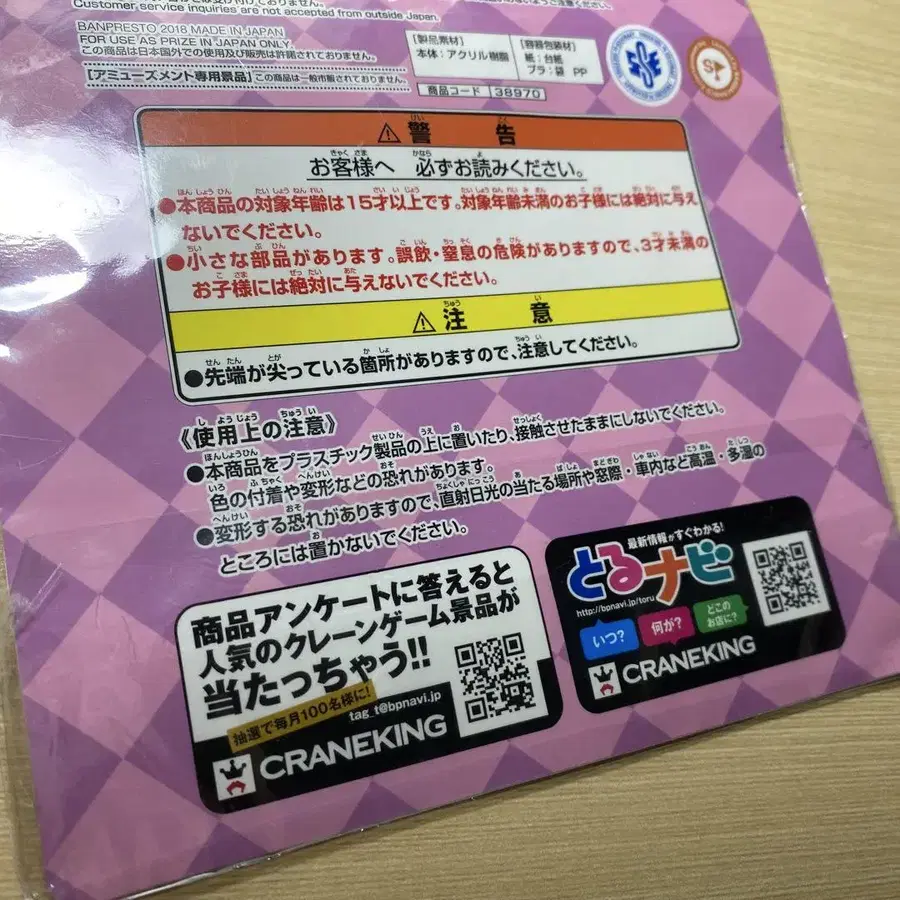 Customer service inquiries are not accepted from outside Japan.
BANPRESTO 2018 MADE IN JAPAN
FOR USE AS PRIZE IN JAPAN ONLY.
この商品は日本国外での使用及び販売は許諾されておりません。
[アミューズメント専用景品] この商品は一般市販されておりません。
[製品素材]
本体:アクリル樹脂
[容器包装材]
紙:台紙
プラ:袋 PP
商品コード 38970
⚠警告
お客様へ 必ずお読みください。
●本商品の対象年齢は15才以上です。対象年齢未満のお子様には絶対に与え
ないでください。
●小さな部品があります。誤飲・窒息の危険がありますので、3才未満の
お子様には絶対に与えないでください。
⚠注意
●先端が尖っている箇所がありますので、注意してください。
《使用上の注意》
●本商品をプラスチック製品の上に置いたり、接触させたままにしないでください。
色の付着や変形などの恐れがあります。
●変形する恐れがありますので、直射日光の当たる場所や窓際・車内など高温・多湿の
ところには置かないでください。
商品アンケートに答えると
人気のクレーンゲーム景品が
当たっちゃう!!
抽選で毎月100名様に!
tag_t@bpnavi.jp
CRANEKING
最新情報がすぐわかる!
とるナビ
http://bpnavi.jp/toru
いつ?
何が?
どこの
お店に?
CRANEKING